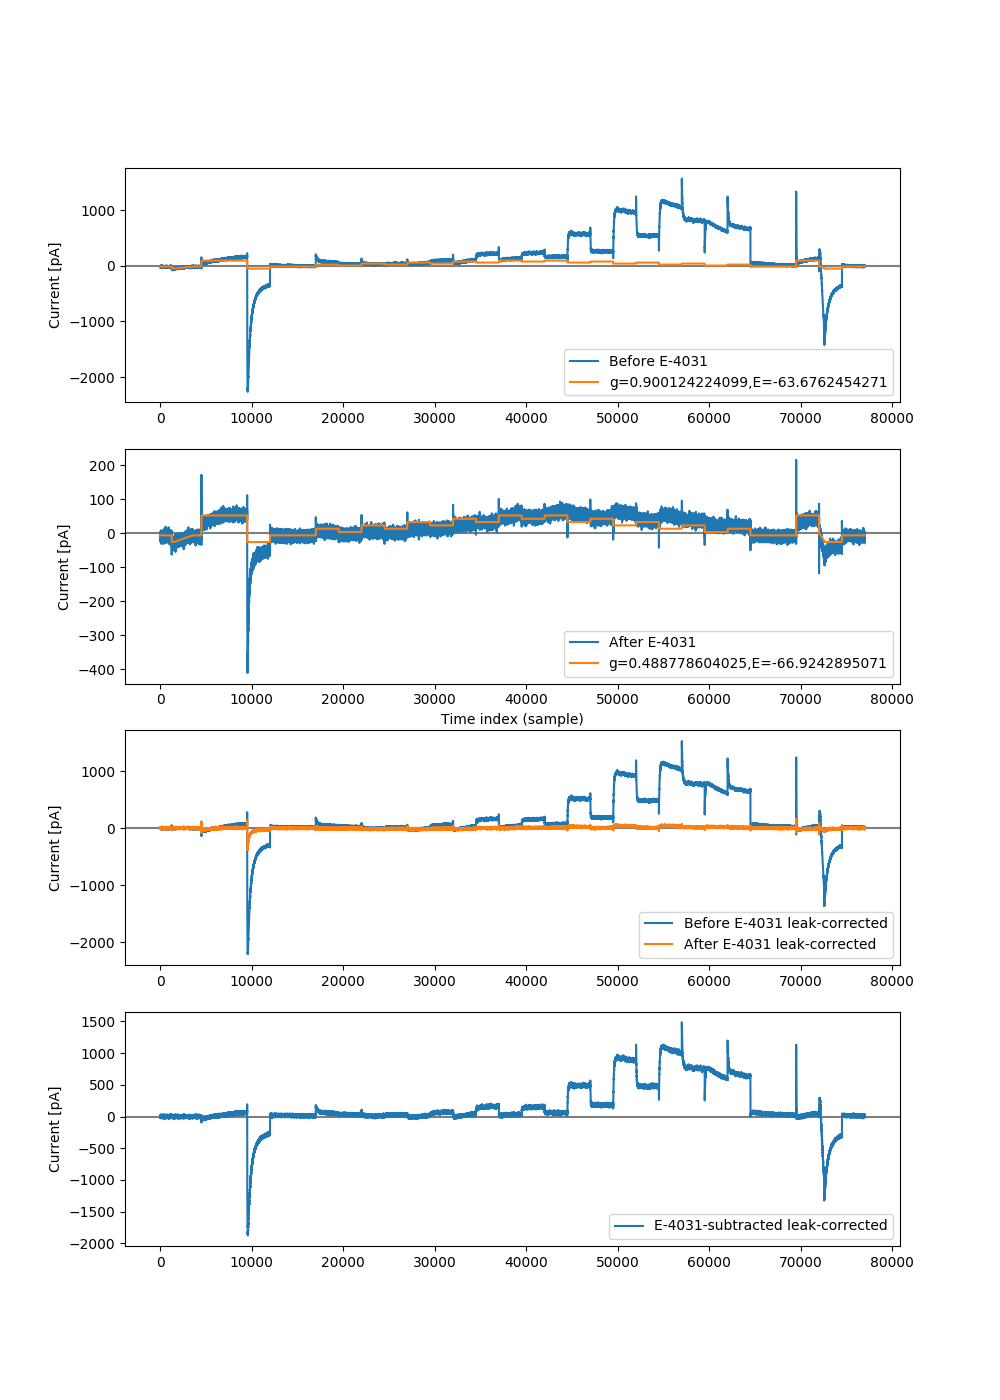 1000
0
−1000
−2000
Current [pA]
Before E-4031
g=0.900124224099,E=-63.6762454271
0 10000 20000 30000 40000 50000 60000 70000 80000
200
100
0
−100
−200
−300
−400
Current [pA]
After E-4031
g=0.488778604025,E=-66.9242895071
0 10000 20000 30000 40000 50000 60000 70000 80000
Time index (sample)
1000
0
−1000
−2000
Current [pA]
Before E-4031 leak-corrected
After E-4031 leak-corrected
0 10000 20000 30000 40000 50000 60000 70000 80000
1500
1000
500
0
−500
−1000
−1500
−2000
Current [pA]
E-4031-subtracted leak-corrected
0 10000 20000 30000 40000 50000 60000 70000 80000